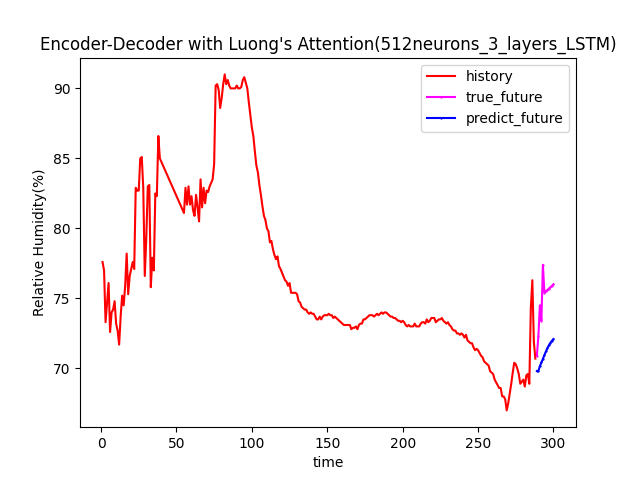 Encoder-Decoder with Luong's Attention(512neurons_3_layers_LSTM)
history
true_future
predict_future
Relative Humidity(%)
90
85
80
75
70
0 50 100 150 200 250 300
time